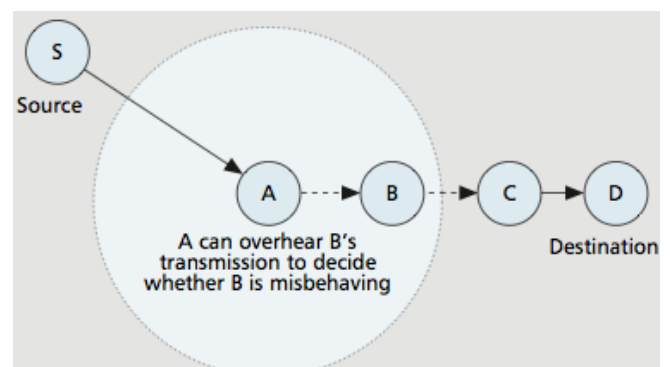 S
Source
A
B
C
D
A can overhear B's
transmission to decide
whether B is misbehaving
Destination